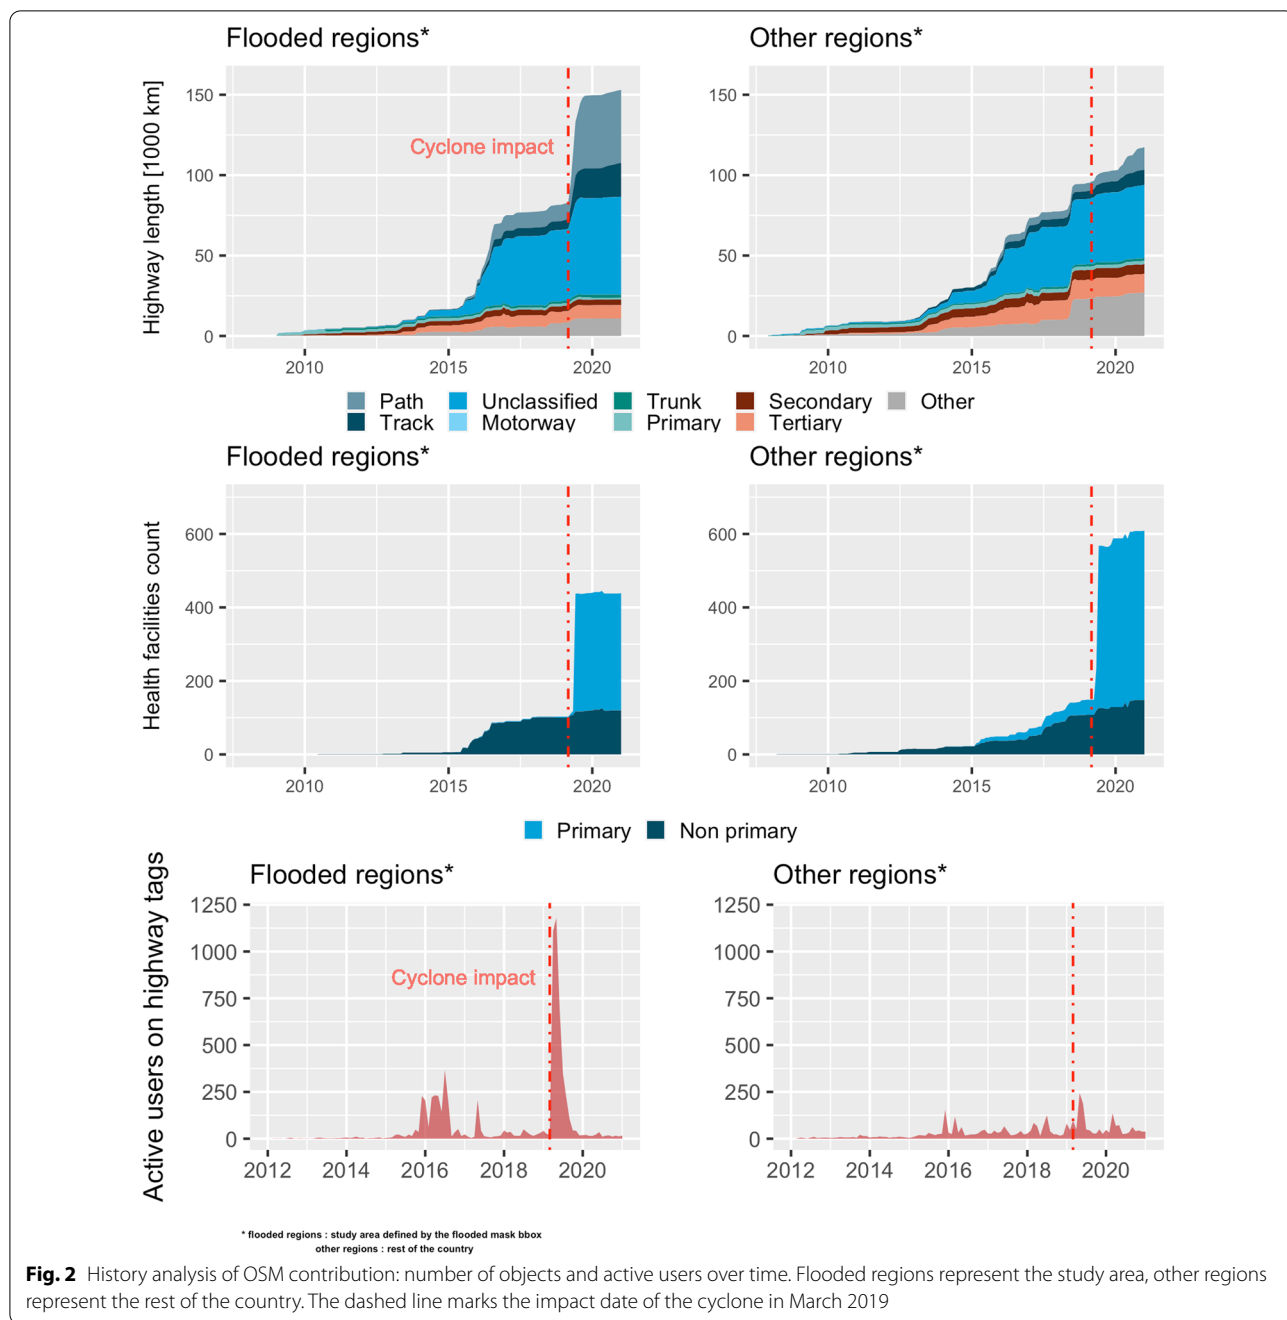 Flooded regions*
Other regions*
Highway length [1000 km]
150
100
50
0
Cyclone impact
2010
2015
2020
150
100
50
0
2010
2015
2020
Path
Unclassified
Trunk
Secondary
Other
Track
Motorway
Primary
Tertiary
Flooded regions*
Other regions*
Health facilities count
600
400
200
0
2010
2015
2020
600
400
200
0
2010
2015
2020
Primary
Non primary
Flooded regions*
Other regions*
Active users on highway tags
1250
1000
750
500
250
0
Cyclone impact
2012
2014
2016
2018
2020
1250
1000
750
500
250
0
2012
2014
2016
2018
2020
* flooded regions : study area defined by the flooded mask bbox
other regions : rest of the country
Fig. 2 History analysis of OSM contribution: number of objects and active users over time. Flooded regions represent the study area, other regions
represent the rest of the country. The dashed line marks the impact date of the cyclone in March 2019